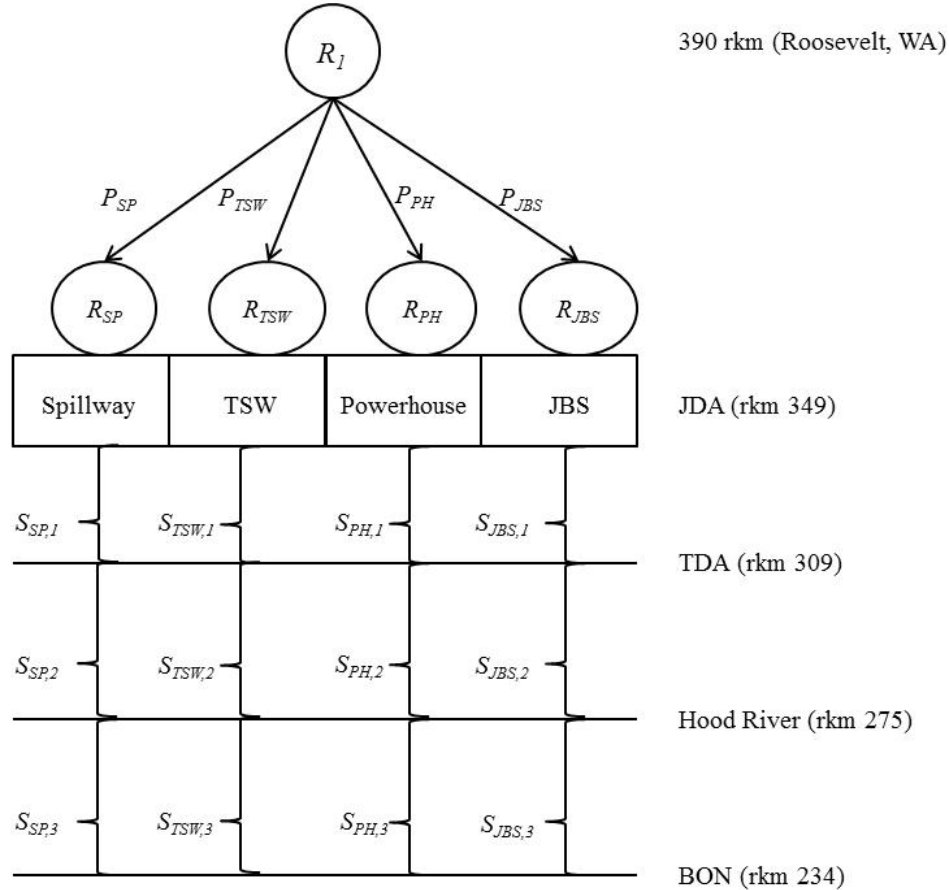 R1
390 rkm (Roosevelt, WA)
PSP
PTSW
PPH
PJBS
RSP
RTSW
RPH
RJBS
Spillway
TSW
Powerhouse
JBS
JDA (rkm 349)
SSP,1
STSW,1
SPH,1
SJBS,1
TDA (rkm 309)
SSP,2
STSW,2
SPH,2
SJBS,2
Hood River (rkm 275)
SSP,3
STSW,3
SPH,3
SJBS,3
BON (rkm 234)